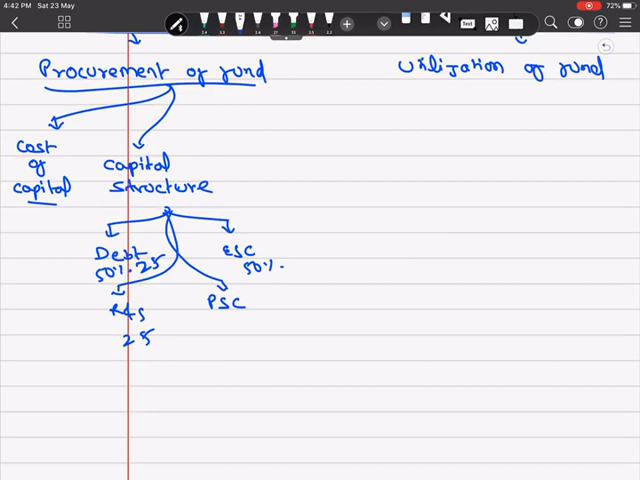 4:42 PM Sat 23 May
72%
Procurement of fund
Utilization of fund
Cost
of
capital
capital
structure
Debt
50%. 25
ESC
50%.
R&S
25
PSC
Text